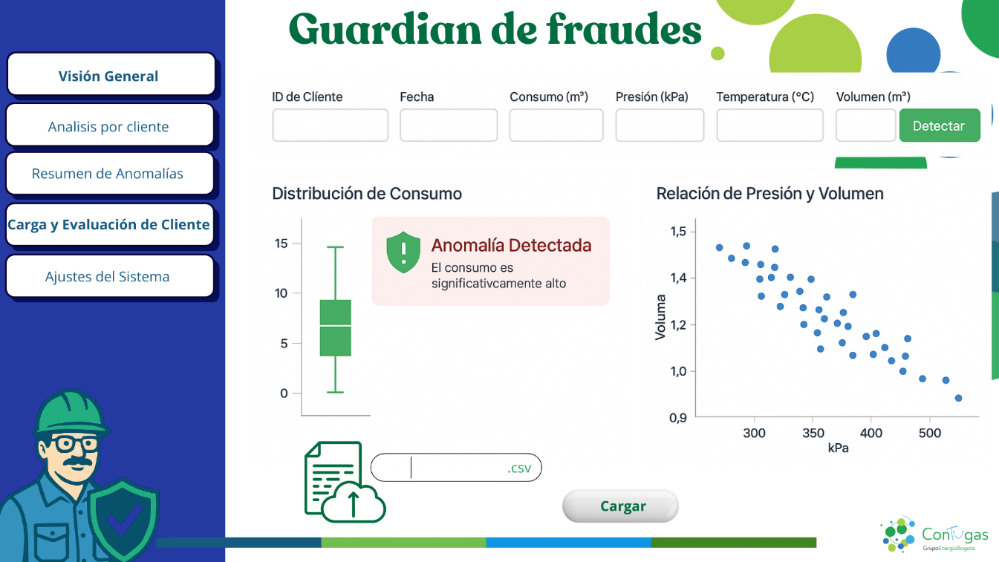 Guardian de fraudes
Visión General
Analisis por cliente
Resumen de Anomalías
Carga y Evaluación de Cliente
Ajustes del Sistema
ID de Clíente
Fecha
Consumo (m³)
Presión (kPa)
Temperatura (°C)
Volumen (m³)
Detectar
Distribución de Consumo
15
10
5
0
Anomalía Detectada
El consumo es
significativcamente alto
Relación de Presión y Volumen
Voluma
1,5
1,4
1,2
1,0
0,9
300 350 400 500
kPa
.csv
Cargar
ConTUgas
GrupoEnergíaBogotá